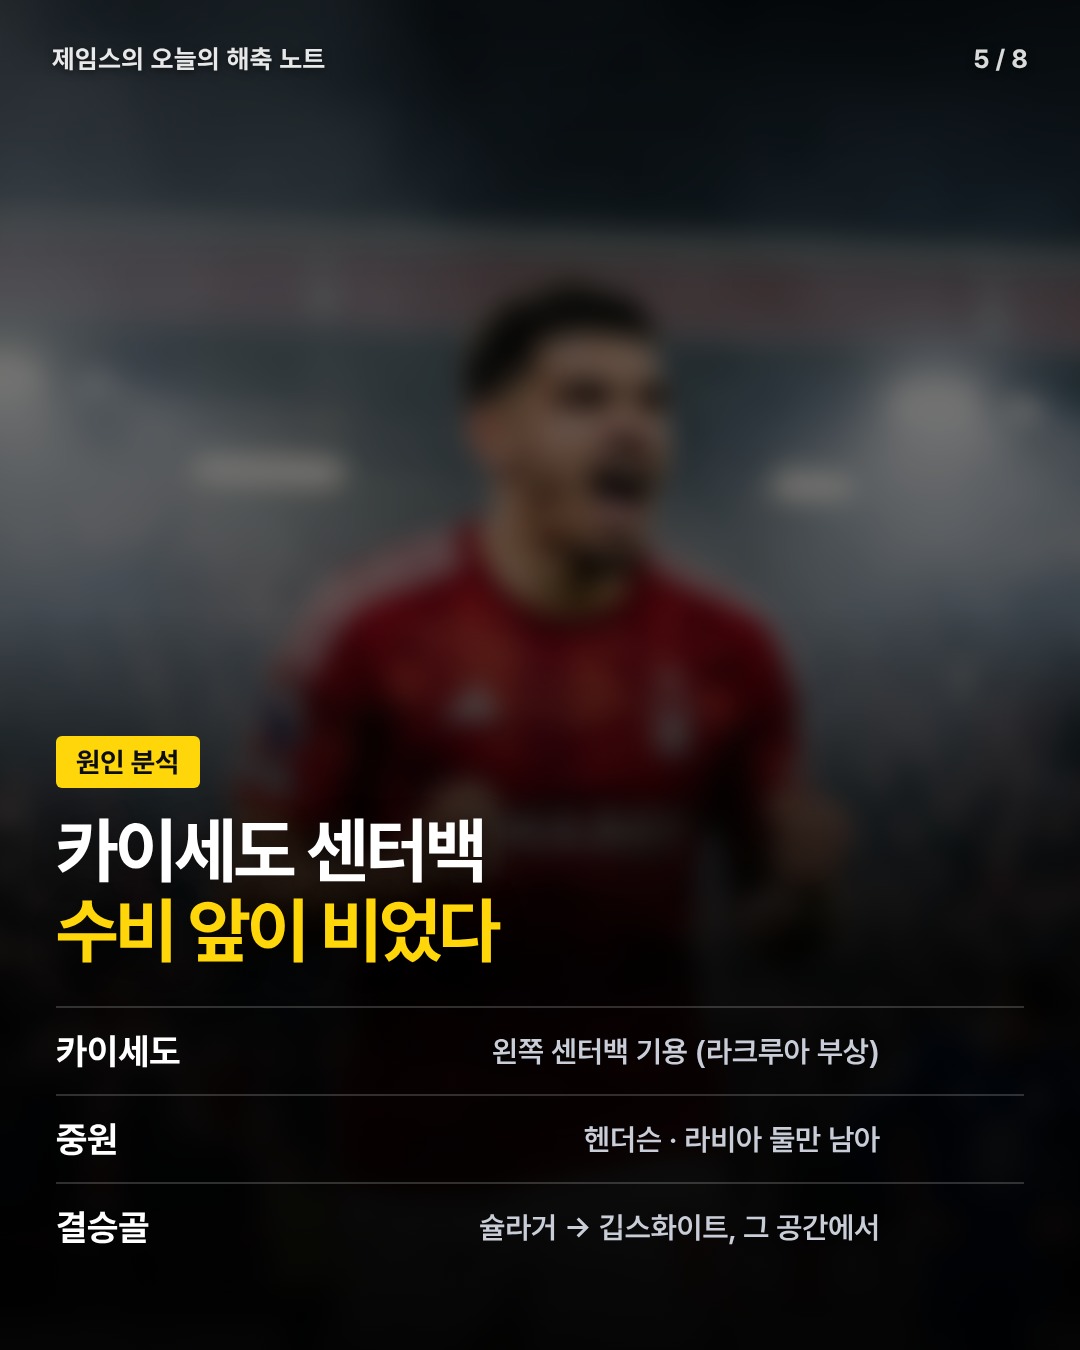 제임스의 오늘의 해축 노트
5 / 8
원인 분석
카이세도 센터백
수비 앞이 비었다
카이세도 왼쪽 센터백 기용 (라크루아 부상)
중원 헨더슨 · 라비아 둘만 남아
결승골 슐라거 → 깁스화이트, 그 공간에서